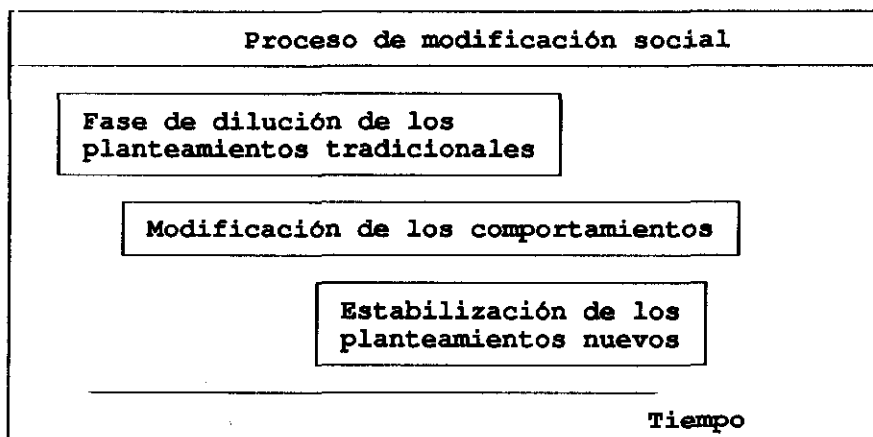 Proceso de modificación social
Fase de dilución de los
planteamientos tradicionales
Modificación de los comportamientos
Estabilización de los
planteamientos nuevos
Tiempo